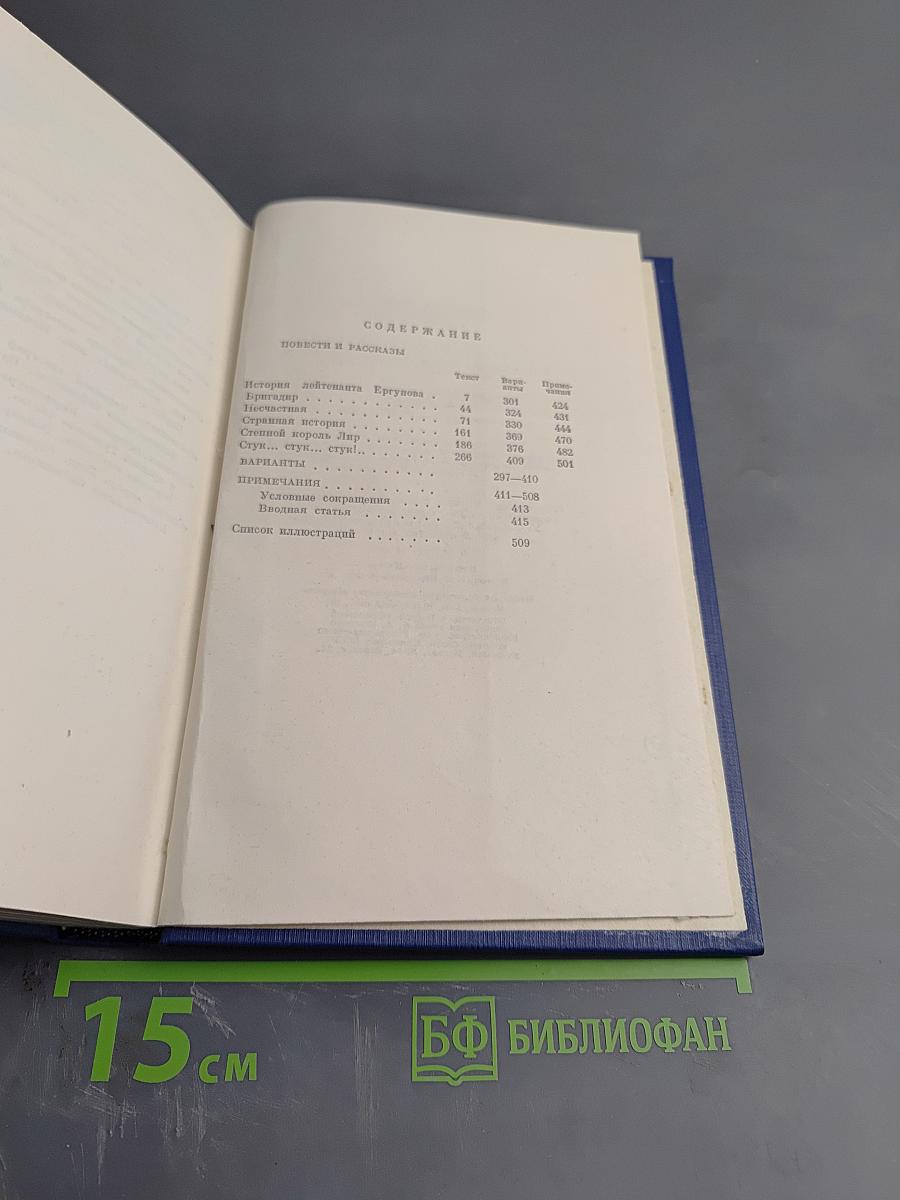 СОДЕРЖАНИЕ
ПОВЕСТИ И РАССКАЗЫ
Текст Вари-анты Приме-чания
История лейтенанта Ергунова . 7 301 424
Бригадир . . . . . . . . . . . . 44 324 431
Несчастная . . . . . . . . . . . 71 330 444
Странная история . . . . . . . . 161 369 470
Степной король Лир . . . . . . . 186 376 482
Стук... стук... стук!.. . . . . . . 266 409 501
ВАРИАНТЫ . . . . . . . . . . 297—410
ПРИМЕЧАНИЯ . . . . . . . . . . 411—508
Условные сокращения . . . . 413
Вводная статья . . . . . . . 415
Список иллюстраций . . . . . . . 509
15 см
БФ БИБЛИОФАН